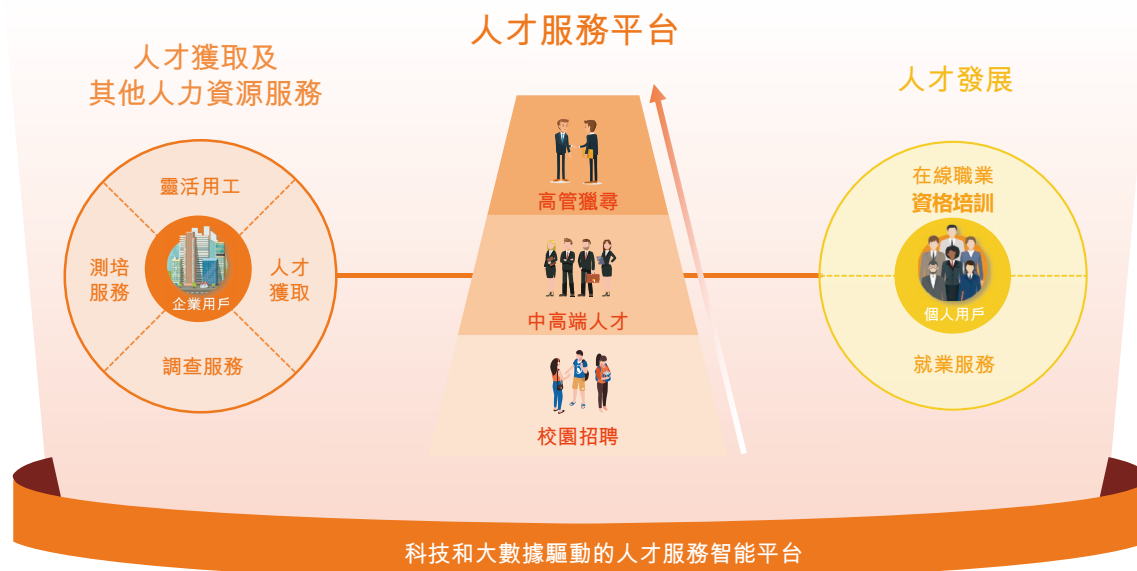 人才服務平台
人才獲取及
其他人力資源服務
靈活用工
測培
服務
企業用戶
人才
獲取
調查服務
高管獵尋
中高端人才
校園招聘
人才發展
在線職業
資格培訓
個人用戶
就業服務
科技和大數據驅動的人才服務智能平台